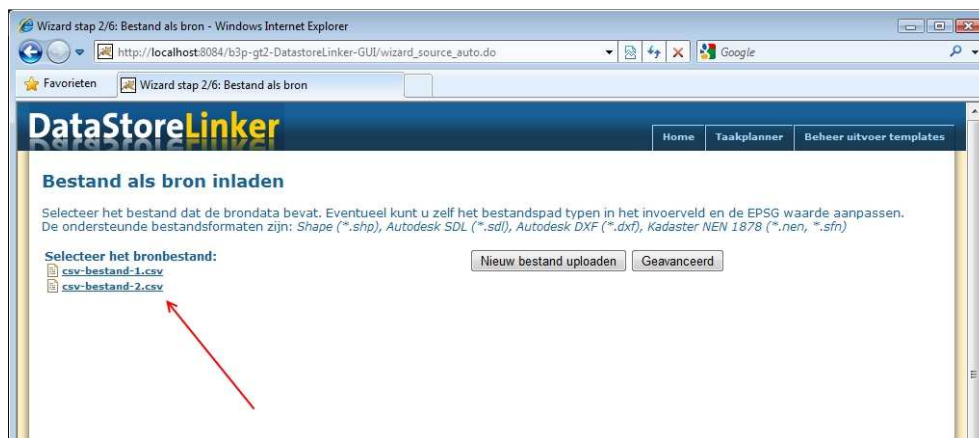 Wizard stap 2/6: Bestand als bron - Windows Internet Explorer
http://localhost:8084/b3p-gt2-DatastoreLinker-GUI/wizard_source_auto.do
Google
Favorieten
Wizard stap 2/6: Bestand als bron
DataStoreLinker
Home
Taakplanner
Beheer uitvoer templates
Bestand als bron inladen
Selecteer het bestand dat de brondata bevat. Eventueel kunt u zelf het bestandspad typen in het invoerveld en de EPSG waarde aanpassen.
De ondersteunde bestandsformaten zijn: Shape (*.shp), Autodesk SDL (*.sdl), Autodesk DXF (*.dxf), Kadaster NEN 1878 (*.nen, *.sfn)
Selecteer het bronbestand:
Nieuw bestand uploaden
Geavanceerd
csv-bestand-1.csv
csv-bestand-2.csv